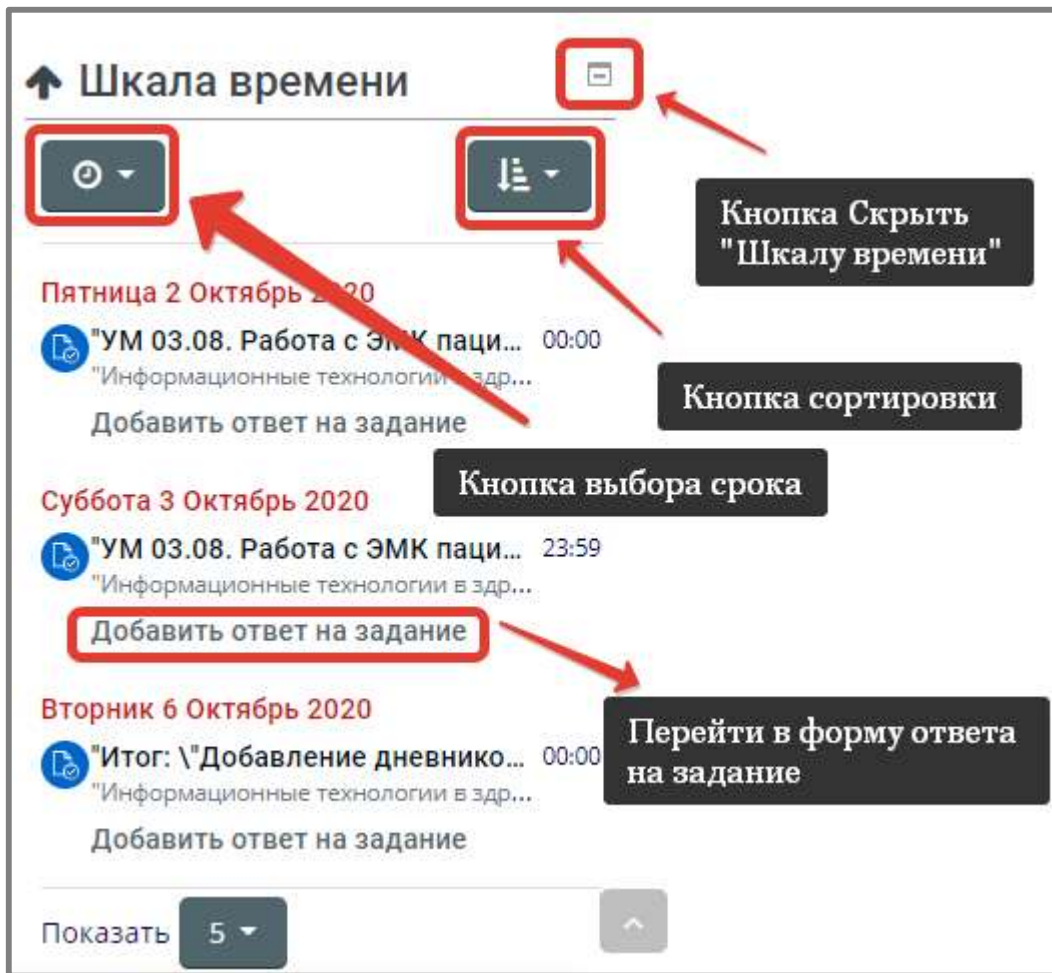 Шкала времени
Кнопка Скрыть
"Шкалу времени"
Пятница 2 Октябрь 2020
"УМ 03.08. Работа с ЭМК паци... 00:00
"Информационные технологии в здр...
Добавить ответ на задание
Кнопка сортировки
Кнопка выбора срока
Суббота 3 Октябрь 2020
"УМ 03.08. Работа с ЭМК паци... 23:59
"Информационные технологии в здр...
Добавить ответ на задание
Вторник 6 Октябрь 2020
"Итог: \"Добавление дневнико... 00:00
"Информационные технологии в здр...
Добавить ответ на задание
Перейти в форму ответа
на задание
Показать 5